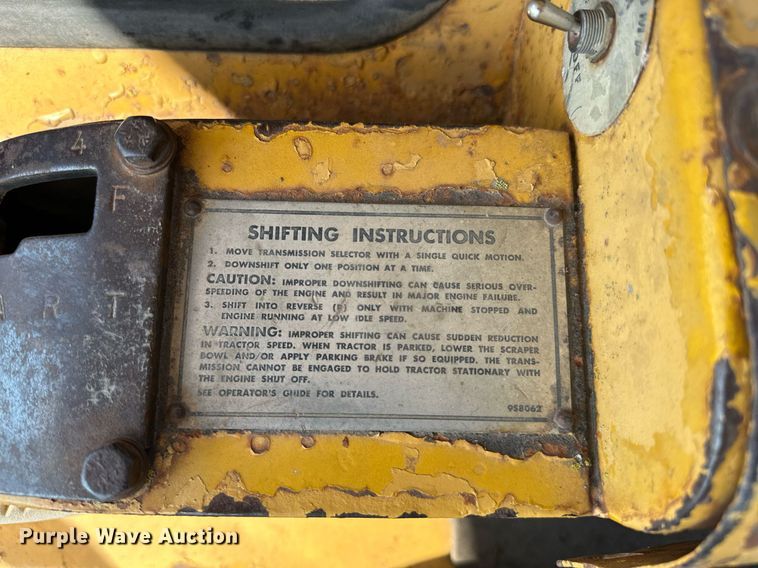 4
F
A R T
SHIFTING INSTRUCTIONS
1. MOVE TRANSMISSION SELECTOR WITH A SINGLE QUICK MOTION.
2. DOWNSHIFT ONLY ONE POSITION AT A TIME.
CAUTION: IMPROPER DOWNSHIFTING CAN CAUSE SERIOUS OVER-
SPEEDING OF THE ENGINE AND RESULT IN MAJOR ENGINE FAILURE.
3. SHIFT INTO REVERSE (R) ONLY WITH MACHINE STOPPED AND
ENGINE RUNNING AT LOW IDLE SPEED.
WARNING: IMPROPER SHIFTING CAN CAUSE SUDDEN REDUCTION
IN TRACTOR SPEED. WHEN TRACTOR IS PARKED, LOWER THE SCRAPER
BOWL AND/OR APPLY PARKING BRAKE IF SO EQUIPPED. THE TRANS-
MISSION CANNOT BE ENGAGED TO HOLD TRACTOR STATIONARY WITH
THE ENGINE SHUT OFF.
SEE OPERATOR'S GUIDE FOR DETAILS.
9S8062
Purple Wave Auction